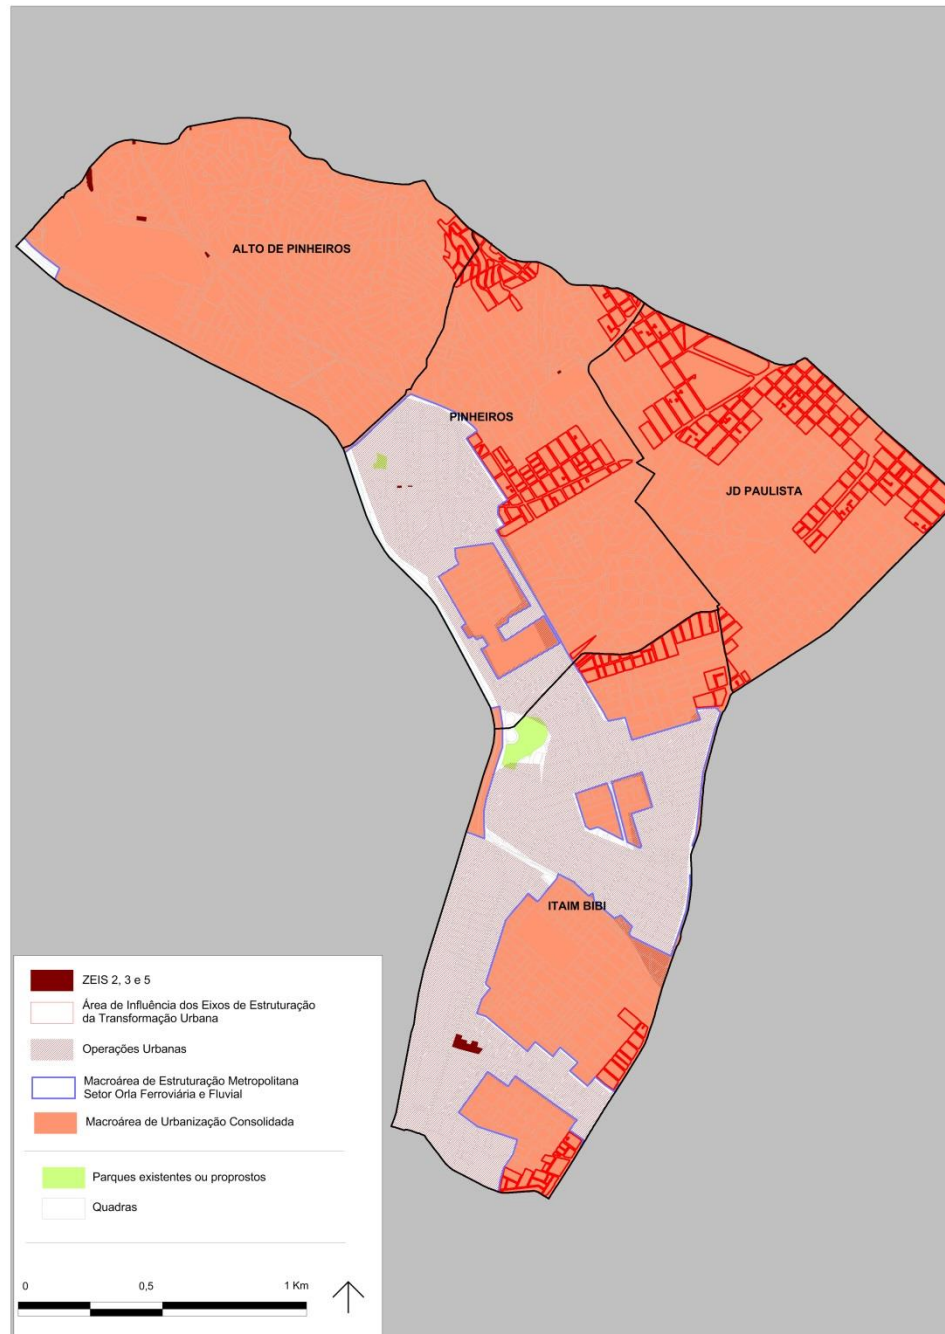 ALTO DE PINHEIROS
PINHEIROS
JD PAULISTA
ITAIM BIBI
ZEIS 2, 3 e 5
Área de Influência dos Eixos de Estruturação
da Transformação Urbana
Operações Urbanas
Macroárea de Estruturação Metropolitana
Setor Orla Ferroviária e Fluvial
Macroárea de Urbanização Consolidada
Parques existentes ou proprostos
Quadras
0 0,5 1 Km